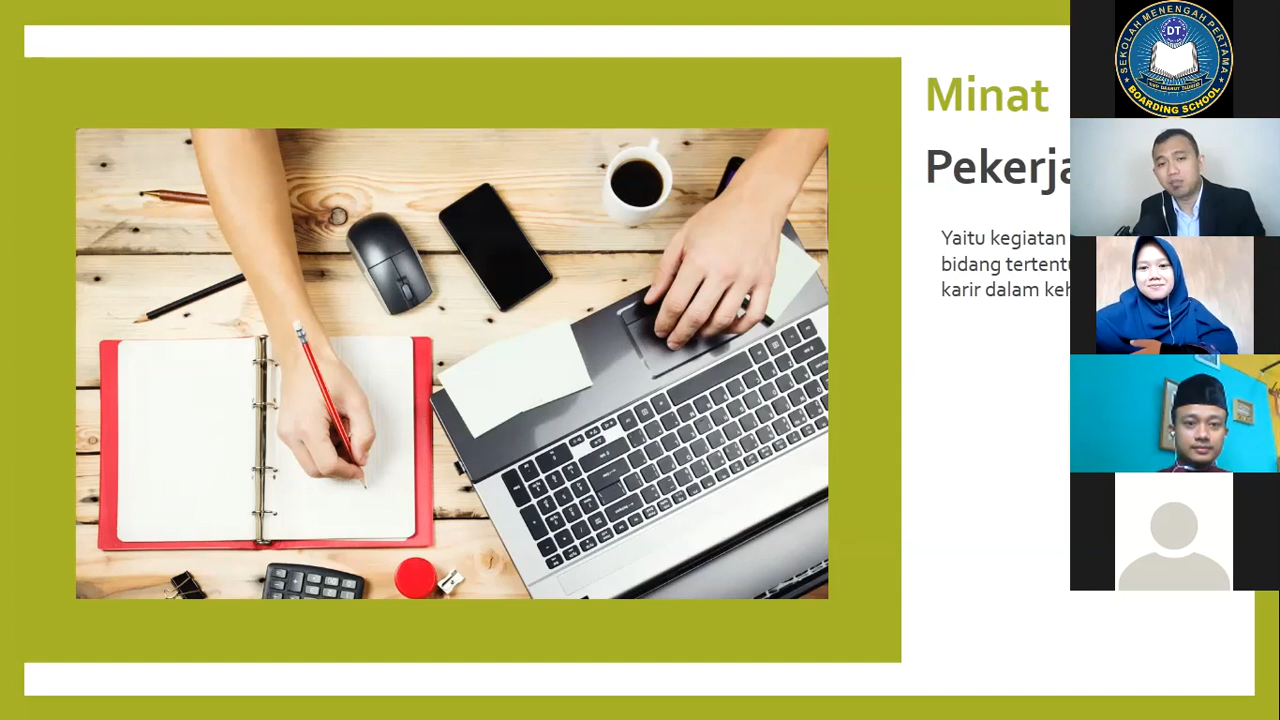 Minat
Pekerja
Yaitu kegiatan
bidang tertentu
karir dalam keh
SEKOLAH MENENGAH PERTAMA
DT
BOARDING SCHOOL